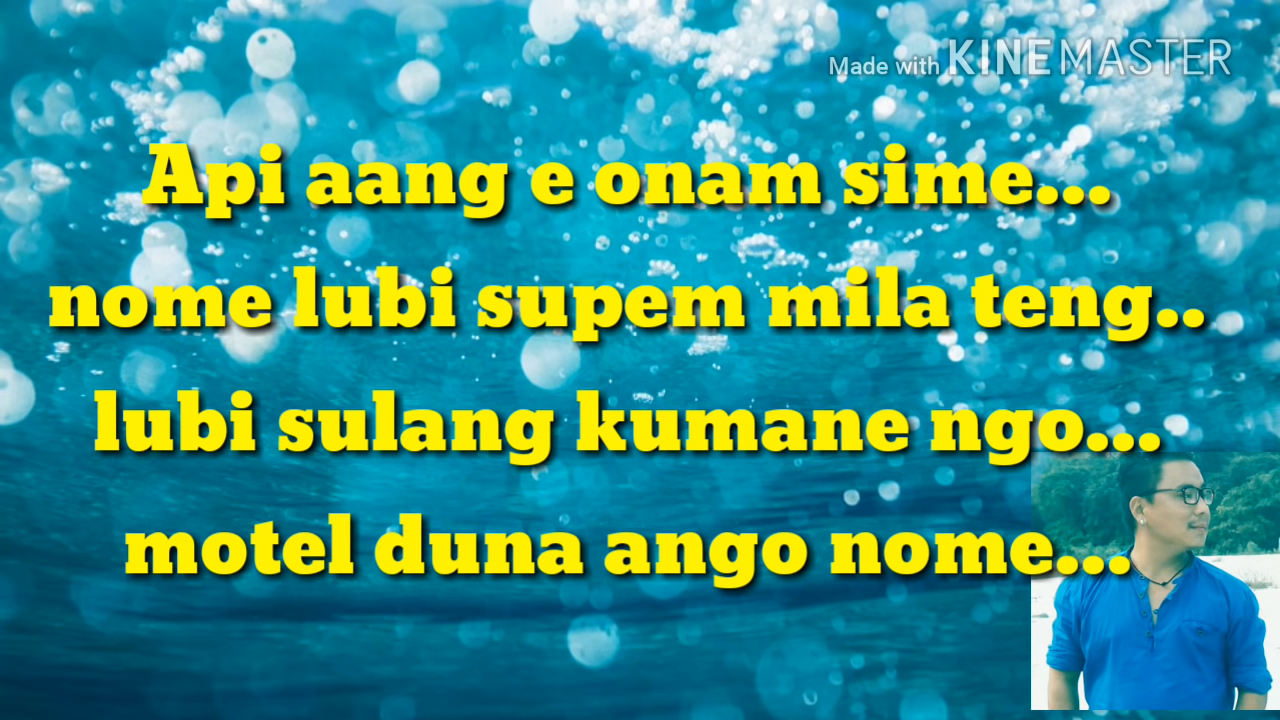 Made with KINEMASTER
Api aang e onam sime...
nome lubi supem mila teng..
lubi sulang kumane ngo...
motel duna ango nome...